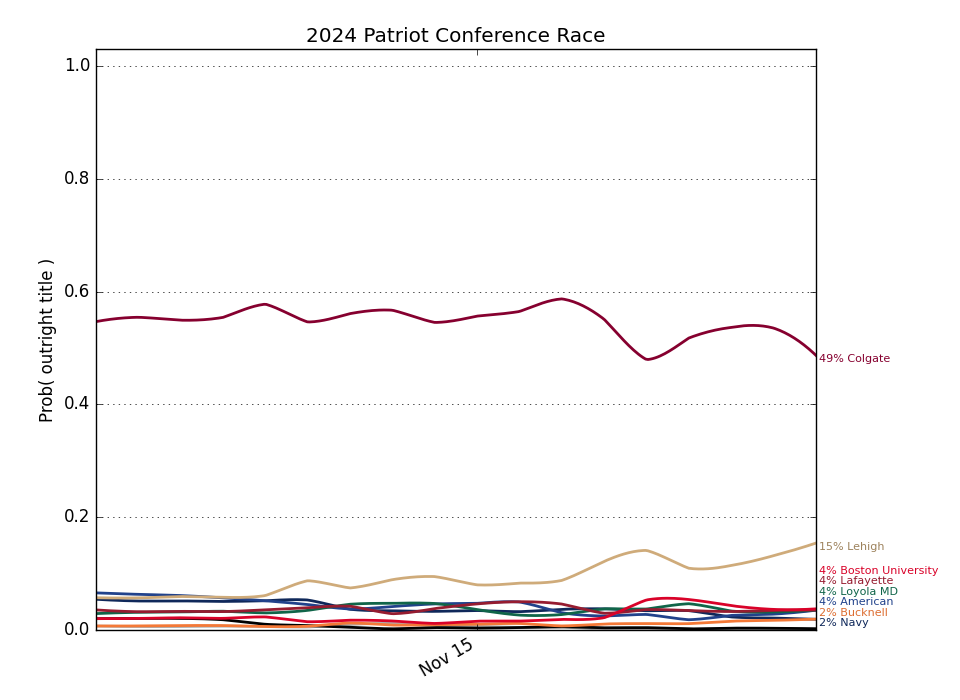 2024 Patriot Conference Race
1.0
0.8
0.6
0.4
0.2
0.0
Prob( outright title )
Nov 15
49% Colgate
15% Lehigh
4% Boston University
4% Lafayette
4% Loyola MD
4% American
2% Bucknell
2% Navy